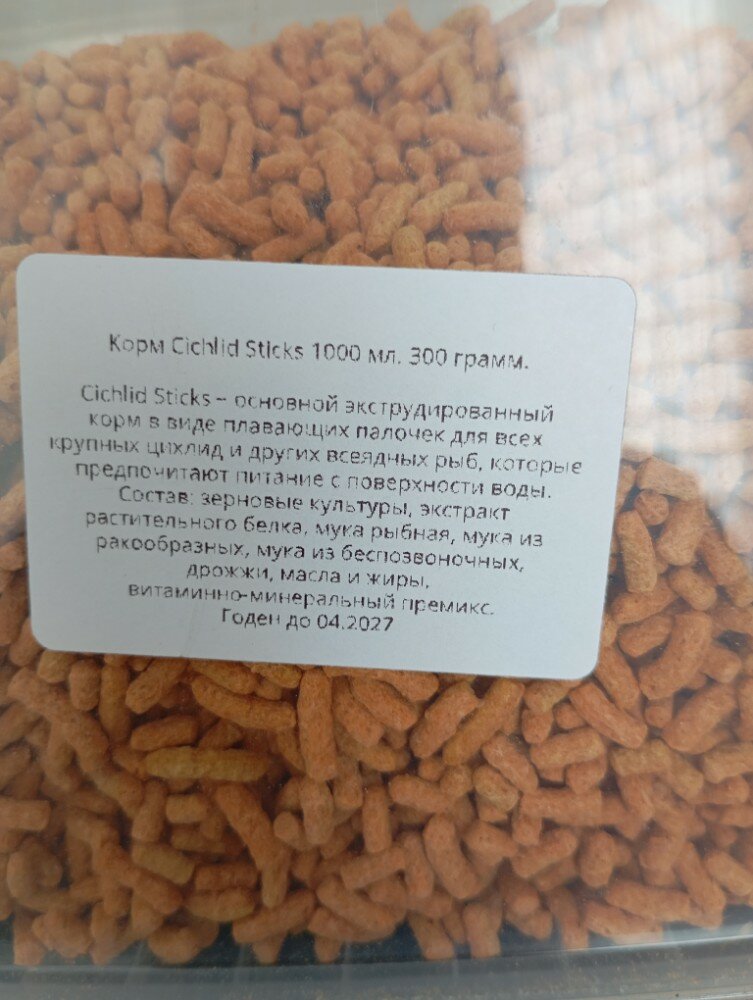 Корм Cichlid Sticks 1000 мл. 300 грамм.
Cichlid Sticks – основной экструдированный
корм в виде плавающих палочек для всех
крупных цихлид и других всеядных рыб, которые
предпочитают питание с поверхности воды.
Состав: зерновые культуры, экстракт
растительного белка, мука рыбная, мука из
ракообразных, мука из беспозвоночных,
дрожжи, масла и жиры,
витаминно-минеральный премикс.
Годен до 04.2027